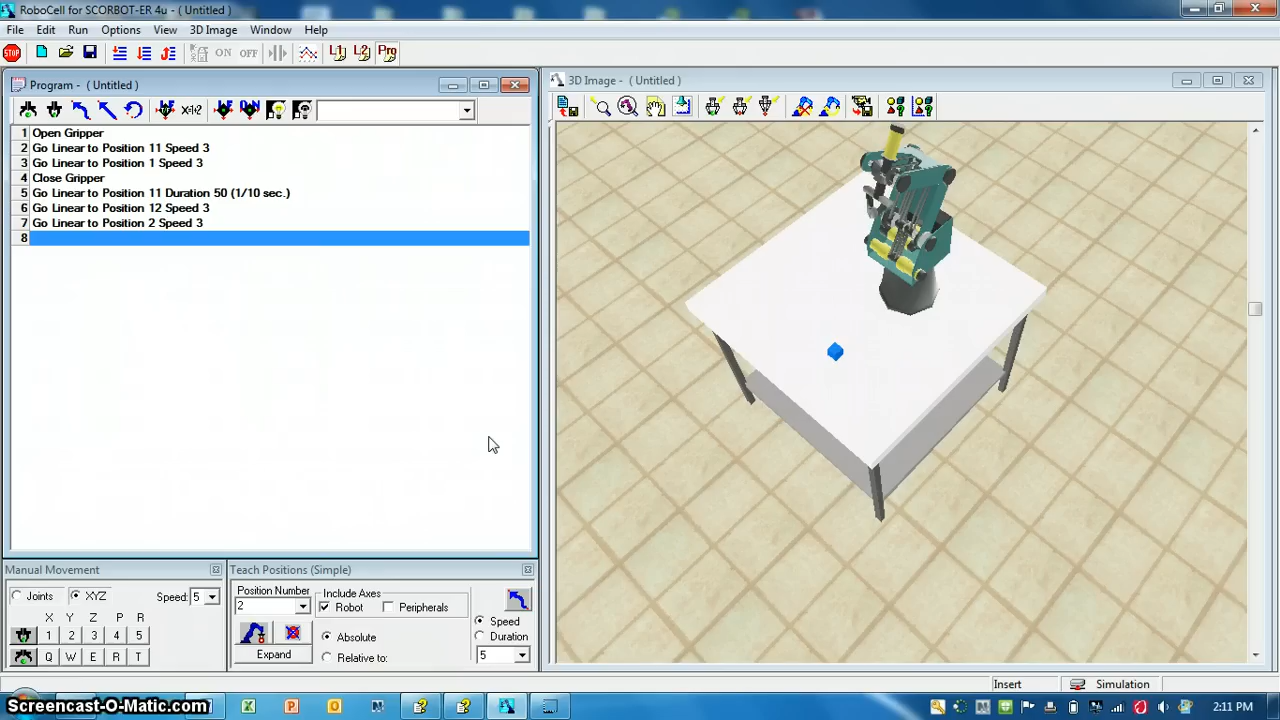 RoboCell for SCORBOT-ER 4u - (Untitled )
File Edit Run Options View 3D Image Window Help
STOP ON OFF L1 L2 Prg
Program - ( Untitled)
3D Image - ( Untitled)
1 Open Gripper
2 Go Linear to Position 11 Speed 3
3 Go Linear to Position 1 Speed 3
4 Close Gripper
5 Go Linear to Position 11 Duration 50 (1/10 sec.)
6 Go Linear to Position 12 Speed 3
7 Go Linear to Position 2 Speed 3
8
Manual Movement
Joints XYZ Speed: 5
X Y Z P R
1 2 3 4 5
Q W E R T
Teach Positions (Simple)
Position Number
2
Include Axes
Robot Peripherals
Absolute
Relative to:
Expand
Speed
Duration
5
Insert Simulation
Screencast-O-Matic.com
2:11 PM